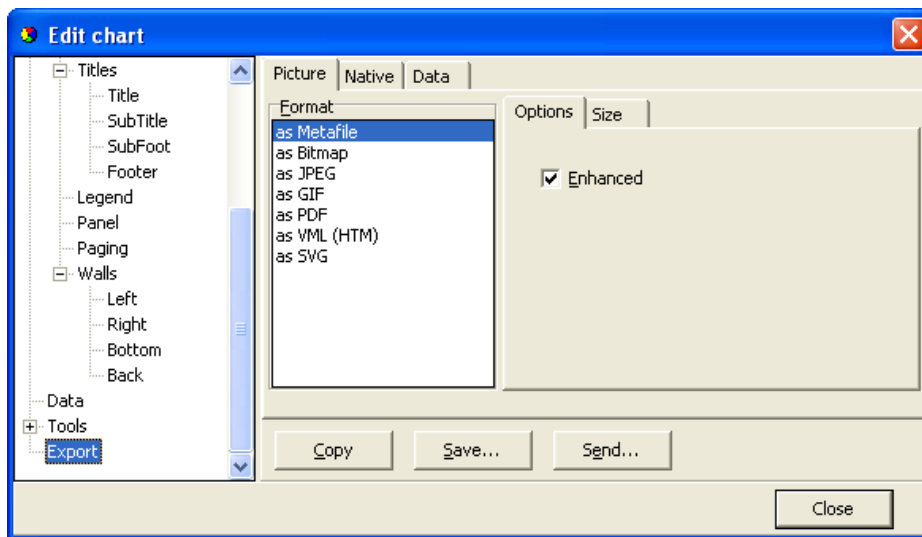 Edit chart
Titles
Title
SubTitle
SubFoot
Footer
Legend
Panel
Paging
Walls
Left
Right
Bottom
Back
Data
Tools
Export
Picture Native Data
Format
as Metafile
as Bitmap
as JPEG
as GIF
as PDF
as VML (HTM)
as SVG
Options Size
Enhanced
Copy Save... Send...
Close